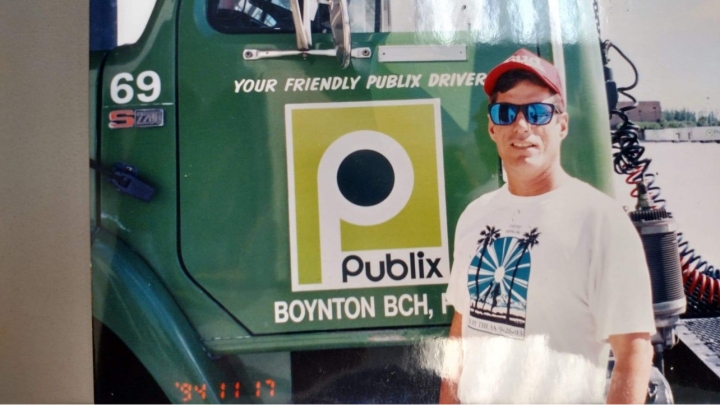 69
S
YOUR FRIENDLY PUBLIX DRIVER
Publix
BOYNTON BCH, F
'94 11 17